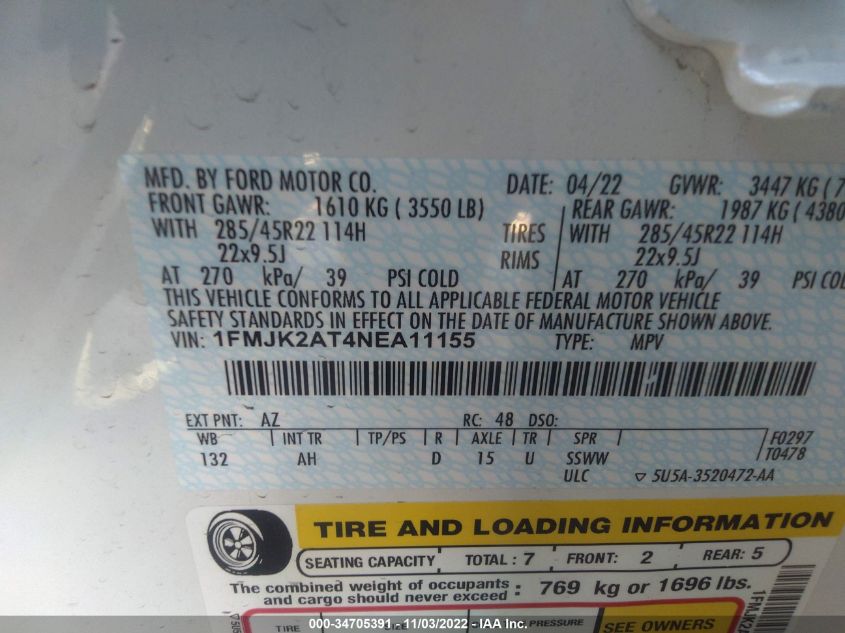 MFD. BY FORD MOTOR CO. DATE: 04/22 GVWR: 3447 KG (7
FRONT GAWR: 1610 KG ( 3550 LB) REAR GAWR: 1987 KG ( 4380
WITH 285/45R22 114H TIRES WITH 285/45R22 114H
22x9.5J RIMS 22x9.5J
AT 270 kPa/ 39 PSI COLD AT 270 kPa/ 39 PSI COL
THIS VEHICLE CONFORMS TO ALL APPLICABLE FEDERAL MOTOR VEHICLE
SAFETY STANDARDS IN EFFECT ON THE DATE OF MANUFACTURE SHOWN ABOVE.
VIN: 1FMJK2AT4NEA11155 TYPE: MPV
EXT PNT: AZ RC: 48 DSO:
WB INT TR TP/PS R AXLE TR SPR F0297
132 AH D 15 U SSWW T0478
ULC ▽ 5U5A-3520472-AA
TIRE AND LOADING INFORMATION
SEATING CAPACITY TOTAL : 7 FRONT: 2 REAR: 5
The combined weight of occupants and cargo should never exceed : 769 kg or 1696 lbs.
1FMJK2
TIRE SIZE PRESSURE SEE OWNERS
000-34705391 - 11/03/2022 - IAA Inc.